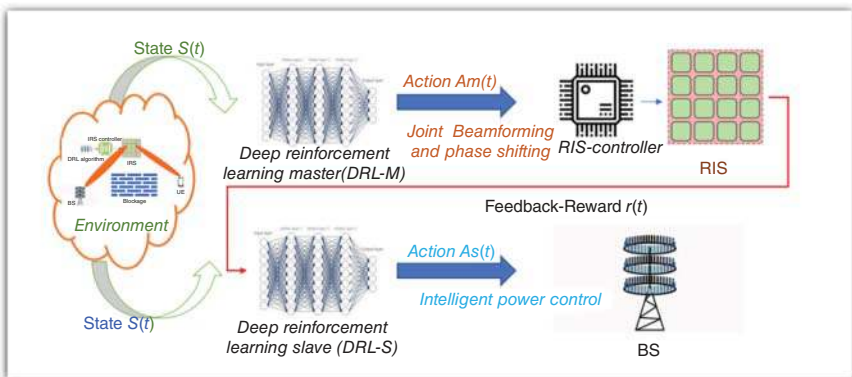 State S(t)
Action Am(t)
Joint Beamforming
and phase shifting
Deep reinforcement
learning master(DRL-M)
RIS-controller
RIS
IRS controller
DRL algorithm
IRS
BS
UE
Blockage
Environment
Feedback-Reward r(t)
Action As(t)
Intelligent power control
State S(t)
Deep reinforcement
learning slave (DRL-S)
BS